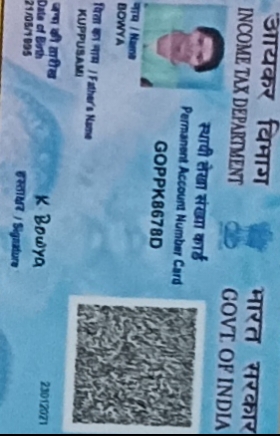 आयकर विभाग
INCOME TAX DEPARTMENT
भारत सरकार
GOVT. OF INDIA
स्थायी लेखा संख्या कार्ड
Permanent Account Number Card
GOPPK8678D
नाम / Name
BOWYA
पिता का नाम / Father's Name
KUPPUSAMI
जन्म की तारीख
Date of Birth
21/05/1995
K. Bowya
हस्ताक्षर / Signature
23012021